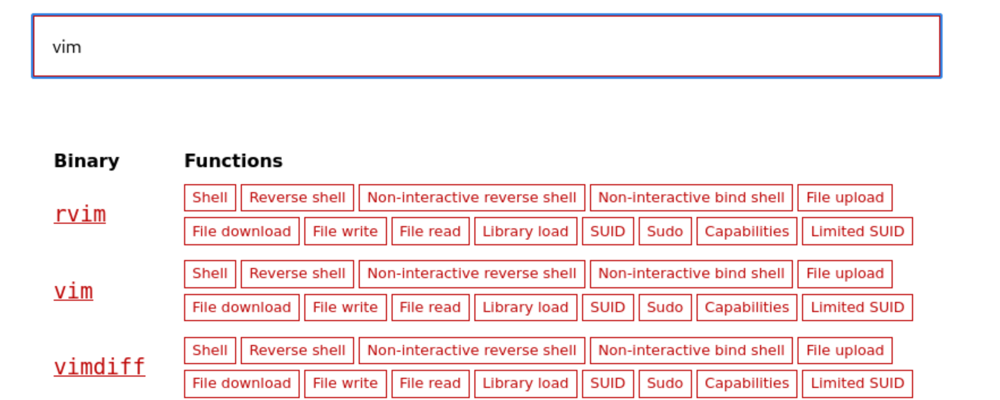 vim
Binary Functions
rvim
Shell Reverse shell Non-interactive reverse shell Non-interactive bind shell File upload
File download File write File read Library load SUID Sudo Capabilities Limited SUID
vim
Shell Reverse shell Non-interactive reverse shell Non-interactive bind shell File upload
File download File write File read Library load SUID Sudo Capabilities Limited SUID
vimdiff
Shell Reverse shell Non-interactive reverse shell Non-interactive bind shell File upload
File download File write File read Library load SUID Sudo Capabilities Limited SUID